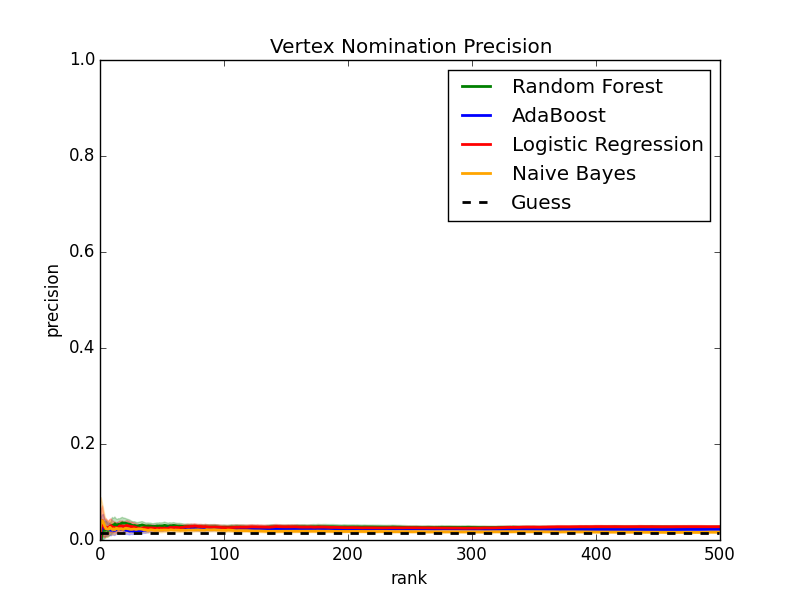 Vertex Nomination Precision
1.0
0.8
0.6
0.4
0.2
0.0
precision
Random Forest
AdaBoost
Logistic Regression
Naive Bayes
Guess
0 100 200 300 400 500
rank